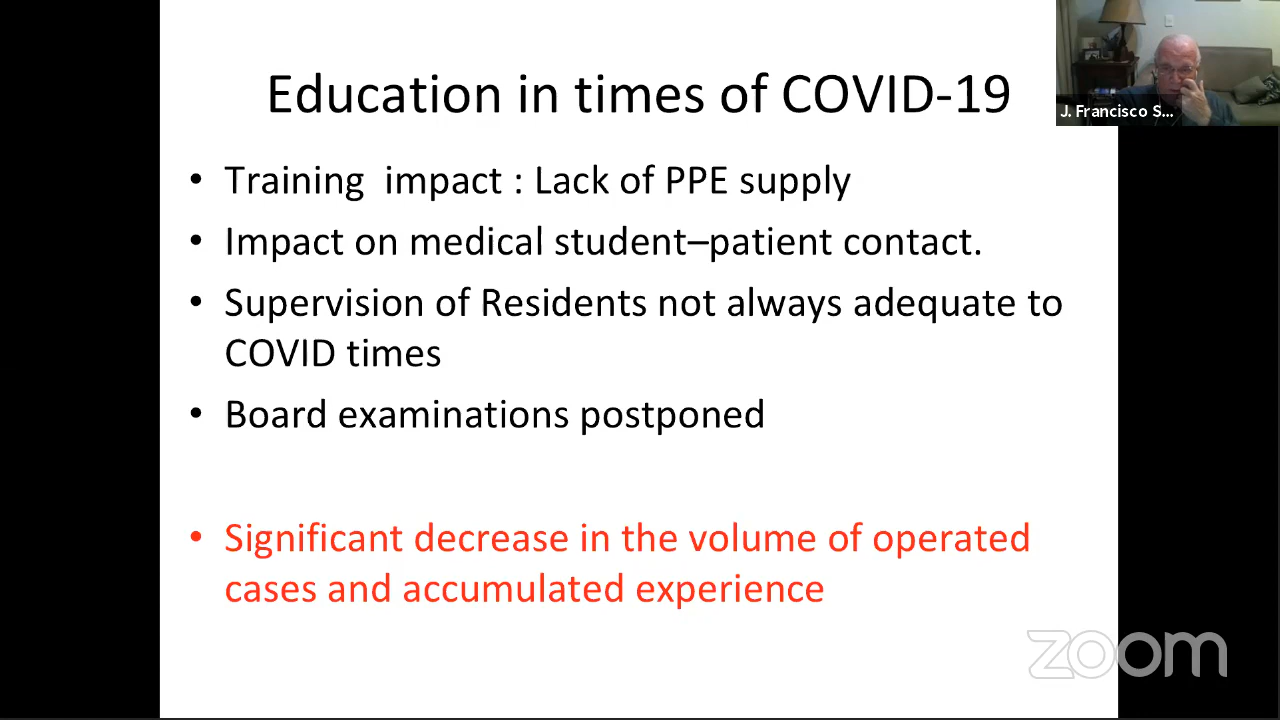 Education in times of COVID-19
J. Francisco S...
• Training impact : Lack of PPE supply
• Impact on medical student–patient contact.
• Supervision of Residents not always adequate to
COVID times
• Board examinations postponed
• Significant decrease in the volume of operated
cases and accumulated experience
zoom